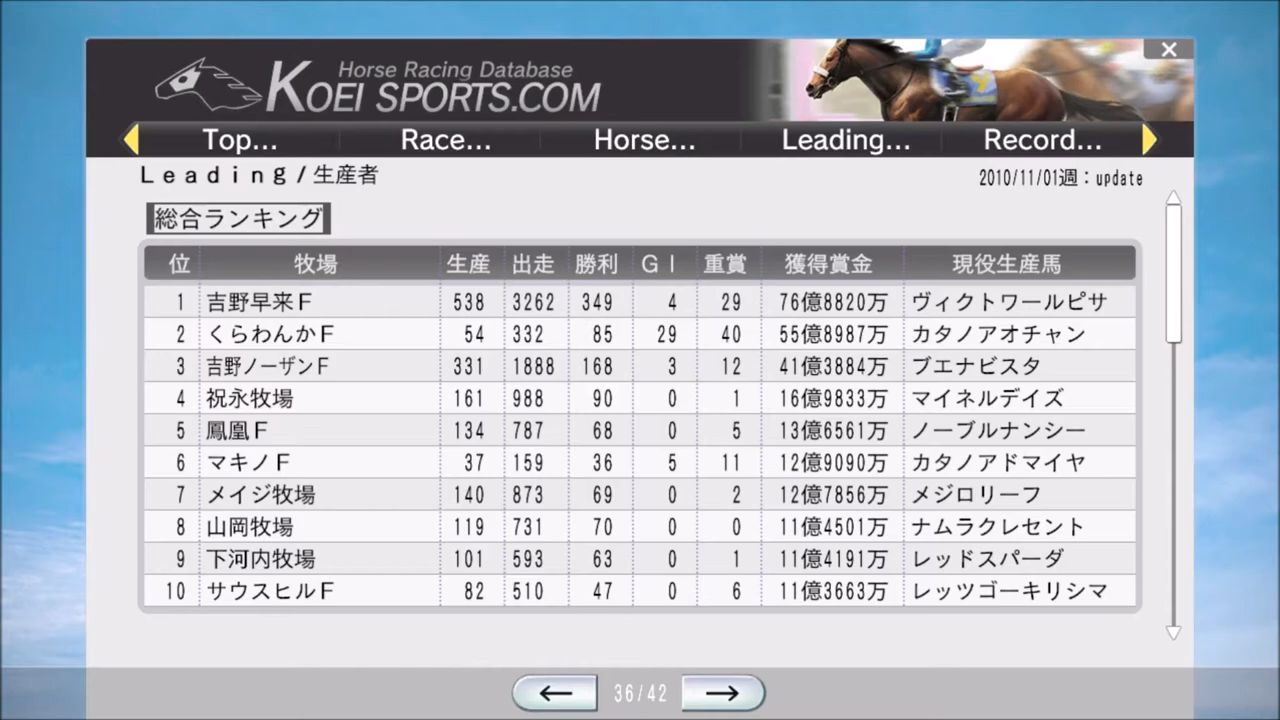 Horse Racing Database
KOEI SPORTS.COM
Top... Race... Horse... Leading... Record...
Leading/生産者 2010/11/01週：update
総合ランキング
位 牧場 生産 出走 勝利 GⅠ 重賞 獲得賞金 現役生産馬
1 吉野早来F 538 3262 349 4 29 76億8820万 ヴィクトワールピサ
2 くらわんかF 54 332 85 29 40 55億8987万 カタノアオチャン
3 吉野ノーザンF 331 1888 168 3 12 41億3884万 ブエナビスタ
4 祝永牧場 161 988 90 0 1 16億9833万 マイネルデイズ
5 鳳凰F 134 787 68 0 5 13億6561万 ノーブルナンシー
6 マキノF 37 159 36 5 11 12億9090万 カタノアドマイヤ
7 メイジ牧場 140 873 69 0 2 12億7856万 メジロリーフ
8 山岡牧場 119 731 70 0 0 11億4501万 ナムラクレセント
9 下河内牧場 101 593 63 0 1 11億4191万 レッドスパーダ
10 サウスヒルF 82 510 47 0 6 11億3663万 レッツゴーキリシマ
← 36/42 →